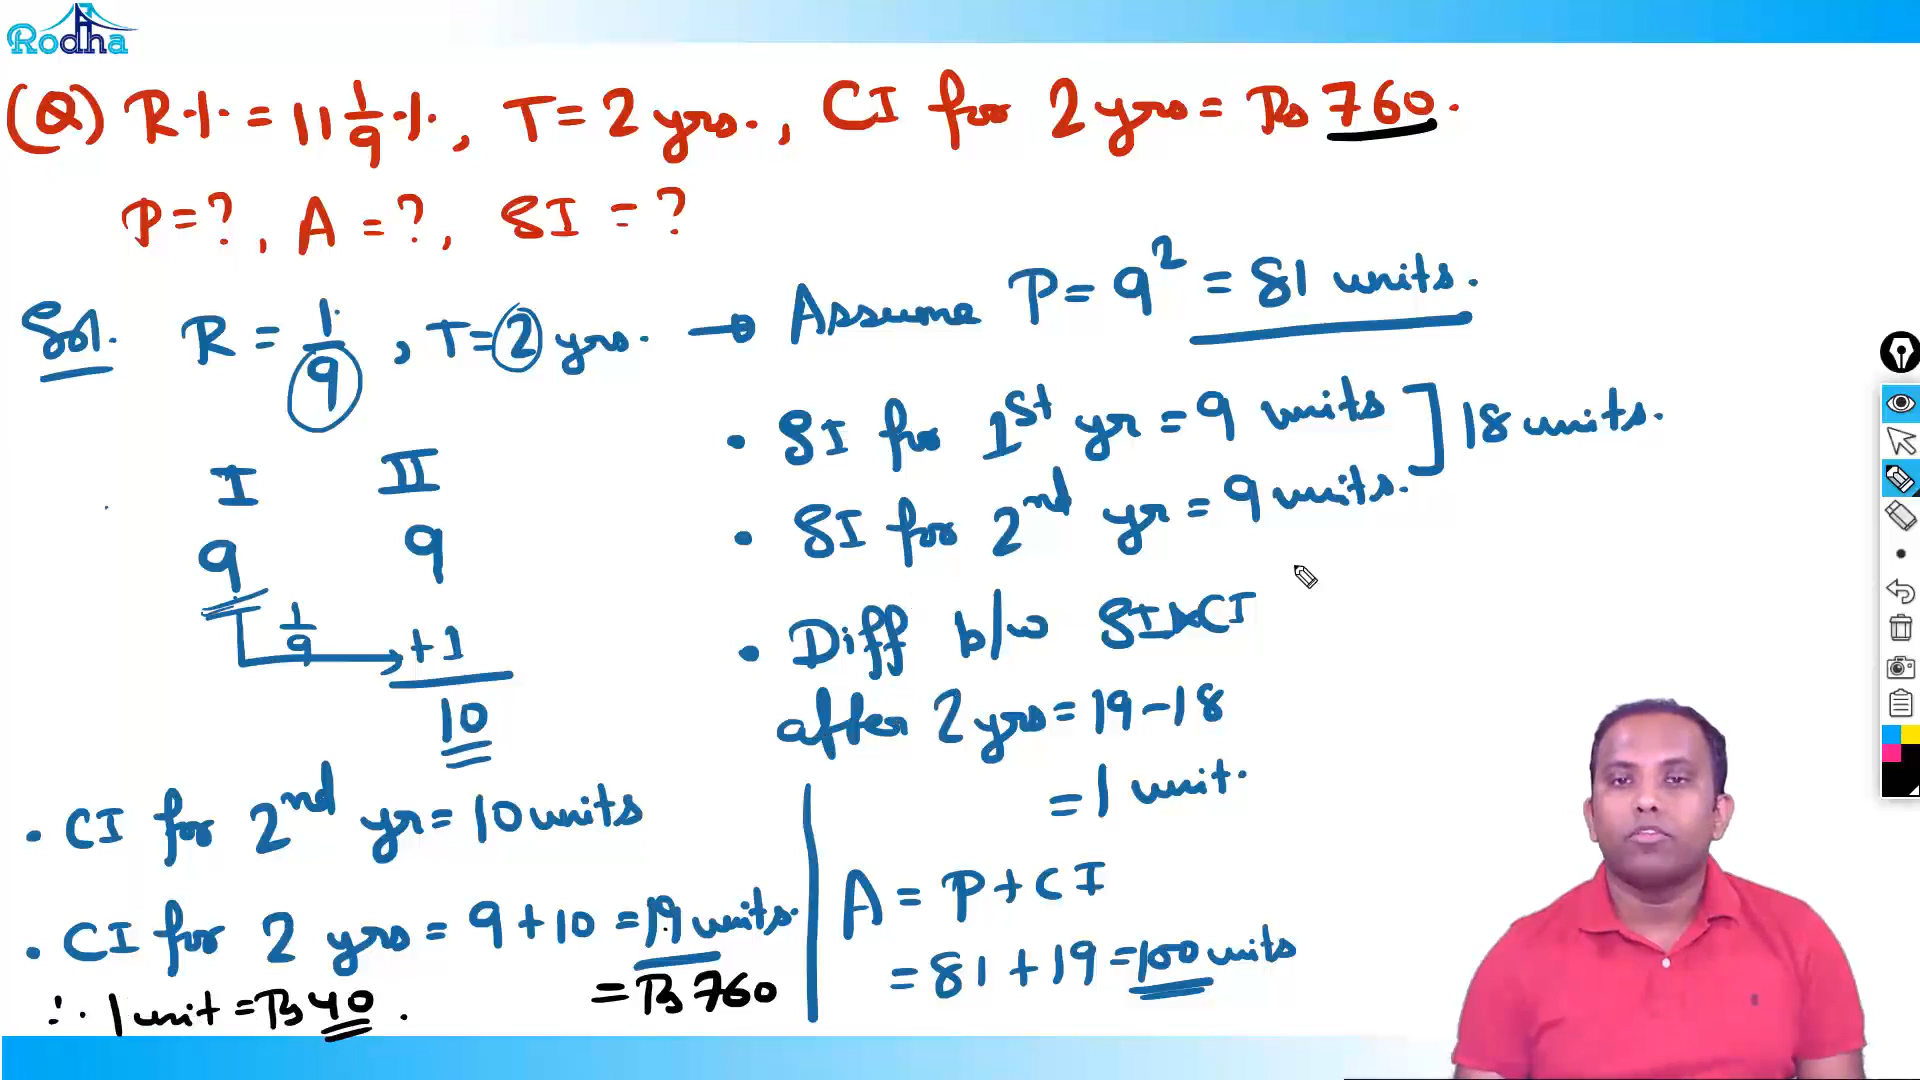 Rodha
(Q) R% = 11 1/9 %, T = 2 yrs., CI for 2 yrs = Rs 760.
P = ?, A = ?, SI = ?
Sol. R = 1/9, T = 2 yrs. → Assume P = 9² = 81 units.
I II
9 9
1/9 +1
10
• CI for 2nd yr = 10 units
• CI for 2 yrs = 9 + 10 = 19 units.
= Rs 760
∴ 1 unit = Rs 40.
• SI for 1st yr = 9 units
• SI for 2nd yr = 9 units.
] 18 units.
• Diff b/w SI & CI
after 2 yrs = 19 - 18
= 1 unit.
A = P + CI
= 81 + 19 = 100 units